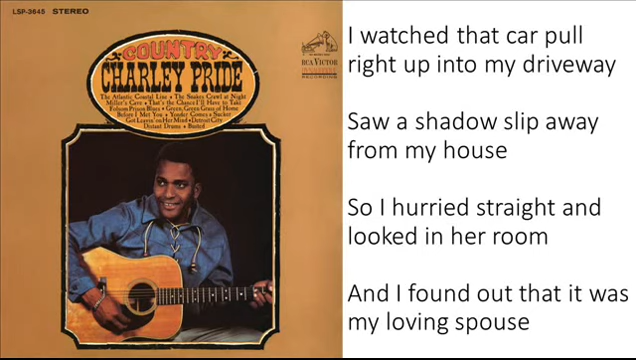 LSP-3645 STEREO
COUNTRY
CHARLEY PRIDE
The Atlantic Coastal Line • The Snakes Crawl at Night
Miller's Cave • That's the Chance I'll Have to Take
Folsom Prison Blues • Green, Green Grass of Home
Before I Met You • Yonder Comes a Sucker
Got Leavin' on Her Mind • Detroit City
Distant Drums • Busted
RCA VICTOR
I watched that car pull
right up into my driveway
Saw a shadow slip away
from my house
So I hurried straight and
looked in her room
And I found out that it was
my loving spouse